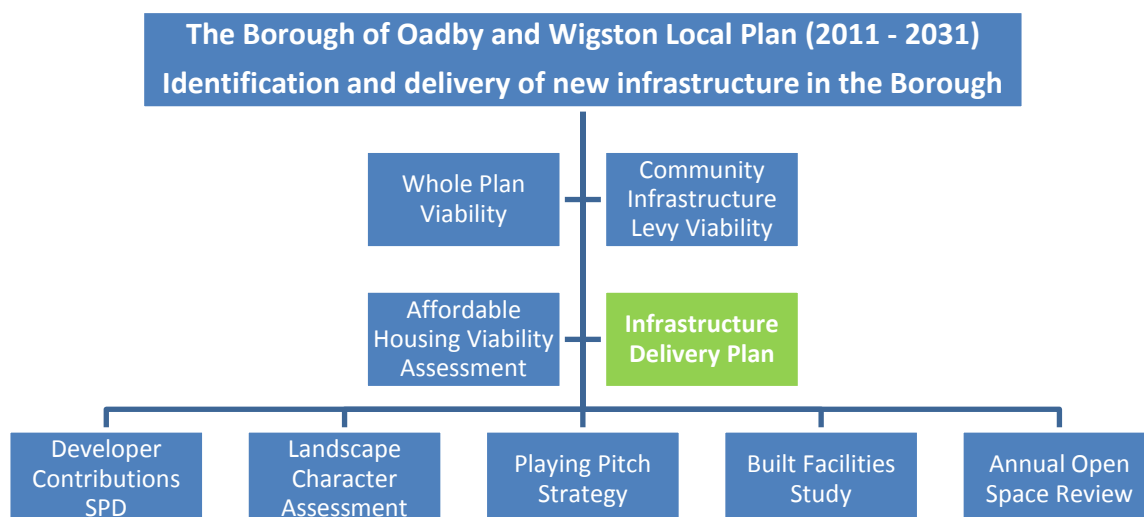 The Borough of Oadby and Wigston Local Plan (2011 - 2031)
Identification and delivery of new infrastructure in the Borough
Whole Plan
Viability
Community
Infrastructure
Levy Viability
Affordable
Housing Viability
Assessment
Infrastructure
Delivery Plan
Developer
Contributions
SPD
Landscape
Character
Assessment
Playing Pitch
Strategy
Built Facilities
Study
Annual Open
Space Review